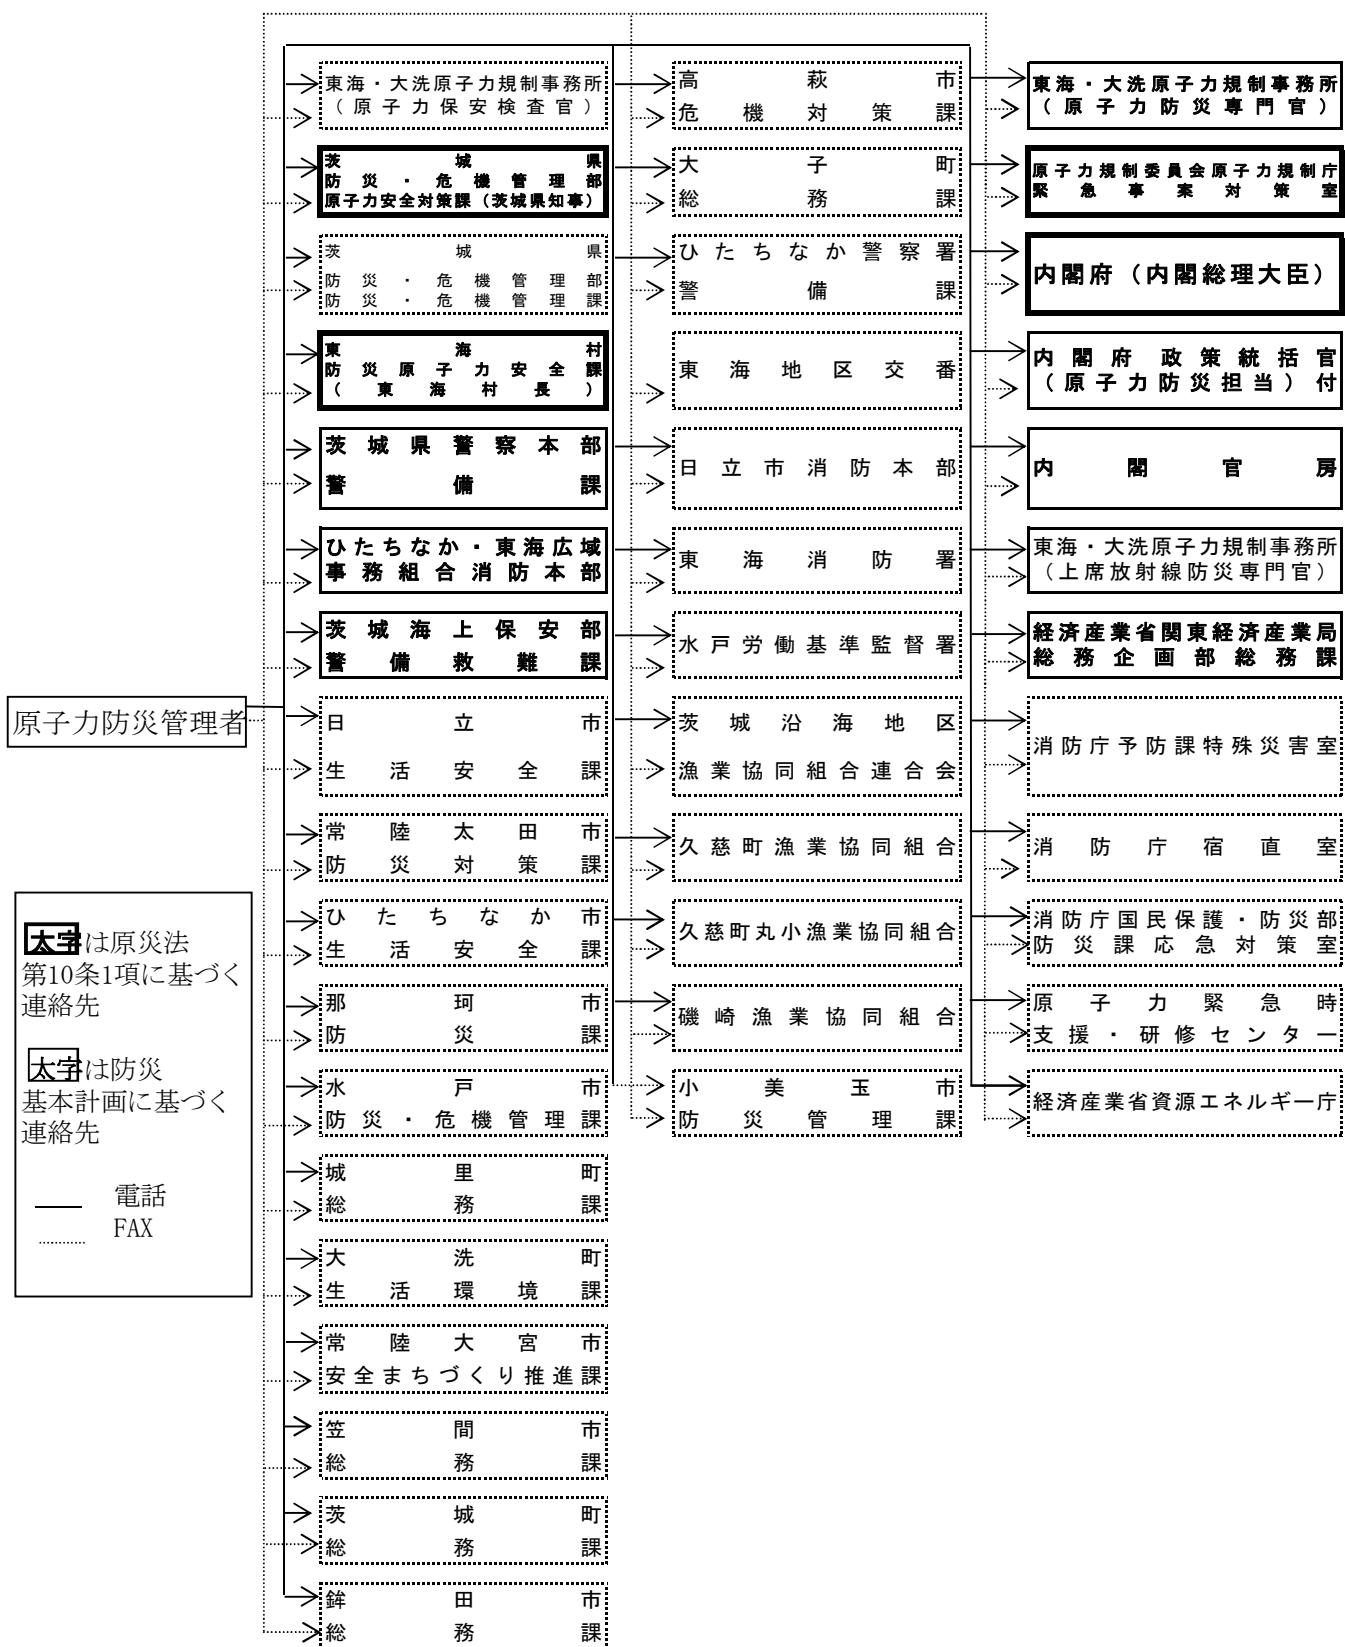 原子力防災管理者
太字は原災法
第10条1項に基づく
連絡先
太字は防災
基本計画に基づく
連絡先
電話
FAX
東海・大洗原子力規制事務所
（原子力保安検査官）
茨城県
防災・危機管理部
原子力安全対策課（茨城県知事）
茨城県
防災・危機管理部
防災・危機管理課
東海村
防災原子力安全課
（東海村長）
茨城県警察本部
警備課
ひたちなか・東海広域
事務組合消防本部
茨城海上保安部
警備救難課
日立市
生活安全課
常陸太田市
防災対策課
ひたちなか市
生活安全課
那珂市
防災課
水戸市
防災・危機管理課
城里町
総務課
大洗町
生活環境課
常陸大宮市
安全まちづくり推進課
笠間市
総務課
茨城町
総務課
鉾田市
総務課
高萩市
危機対策課
大子町
総務課
ひたちなか警察署
警備課
東海地区交番
日立市消防本部
東海消防署
水戸労働基準監督署
茨城沿海地区
漁業協同組合連合会
久慈町漁業協同組合
久慈町丸小漁業協同組合
磯崎漁業協同組合
小美玉市
防災管理課
東海・大洗原子力規制事務所
（原子力防災専門官）
原子力規制委員会原子力規制庁
緊急事案対策室
内閣府（内閣総理大臣）
内閣府政策統括官
（原子力防災担当）付
内閣官房
東海・大洗原子力規制事務所
（上席放射線防災専門官）
経済産業省関東経済産業局
総務企画部総務課
消防庁予防課特殊災害室
消防庁宿直室
消防庁国民保護・防災部
防災課応急対策室
原子力緊急時
支援・研修センター
経済産業省資源エネルギー庁